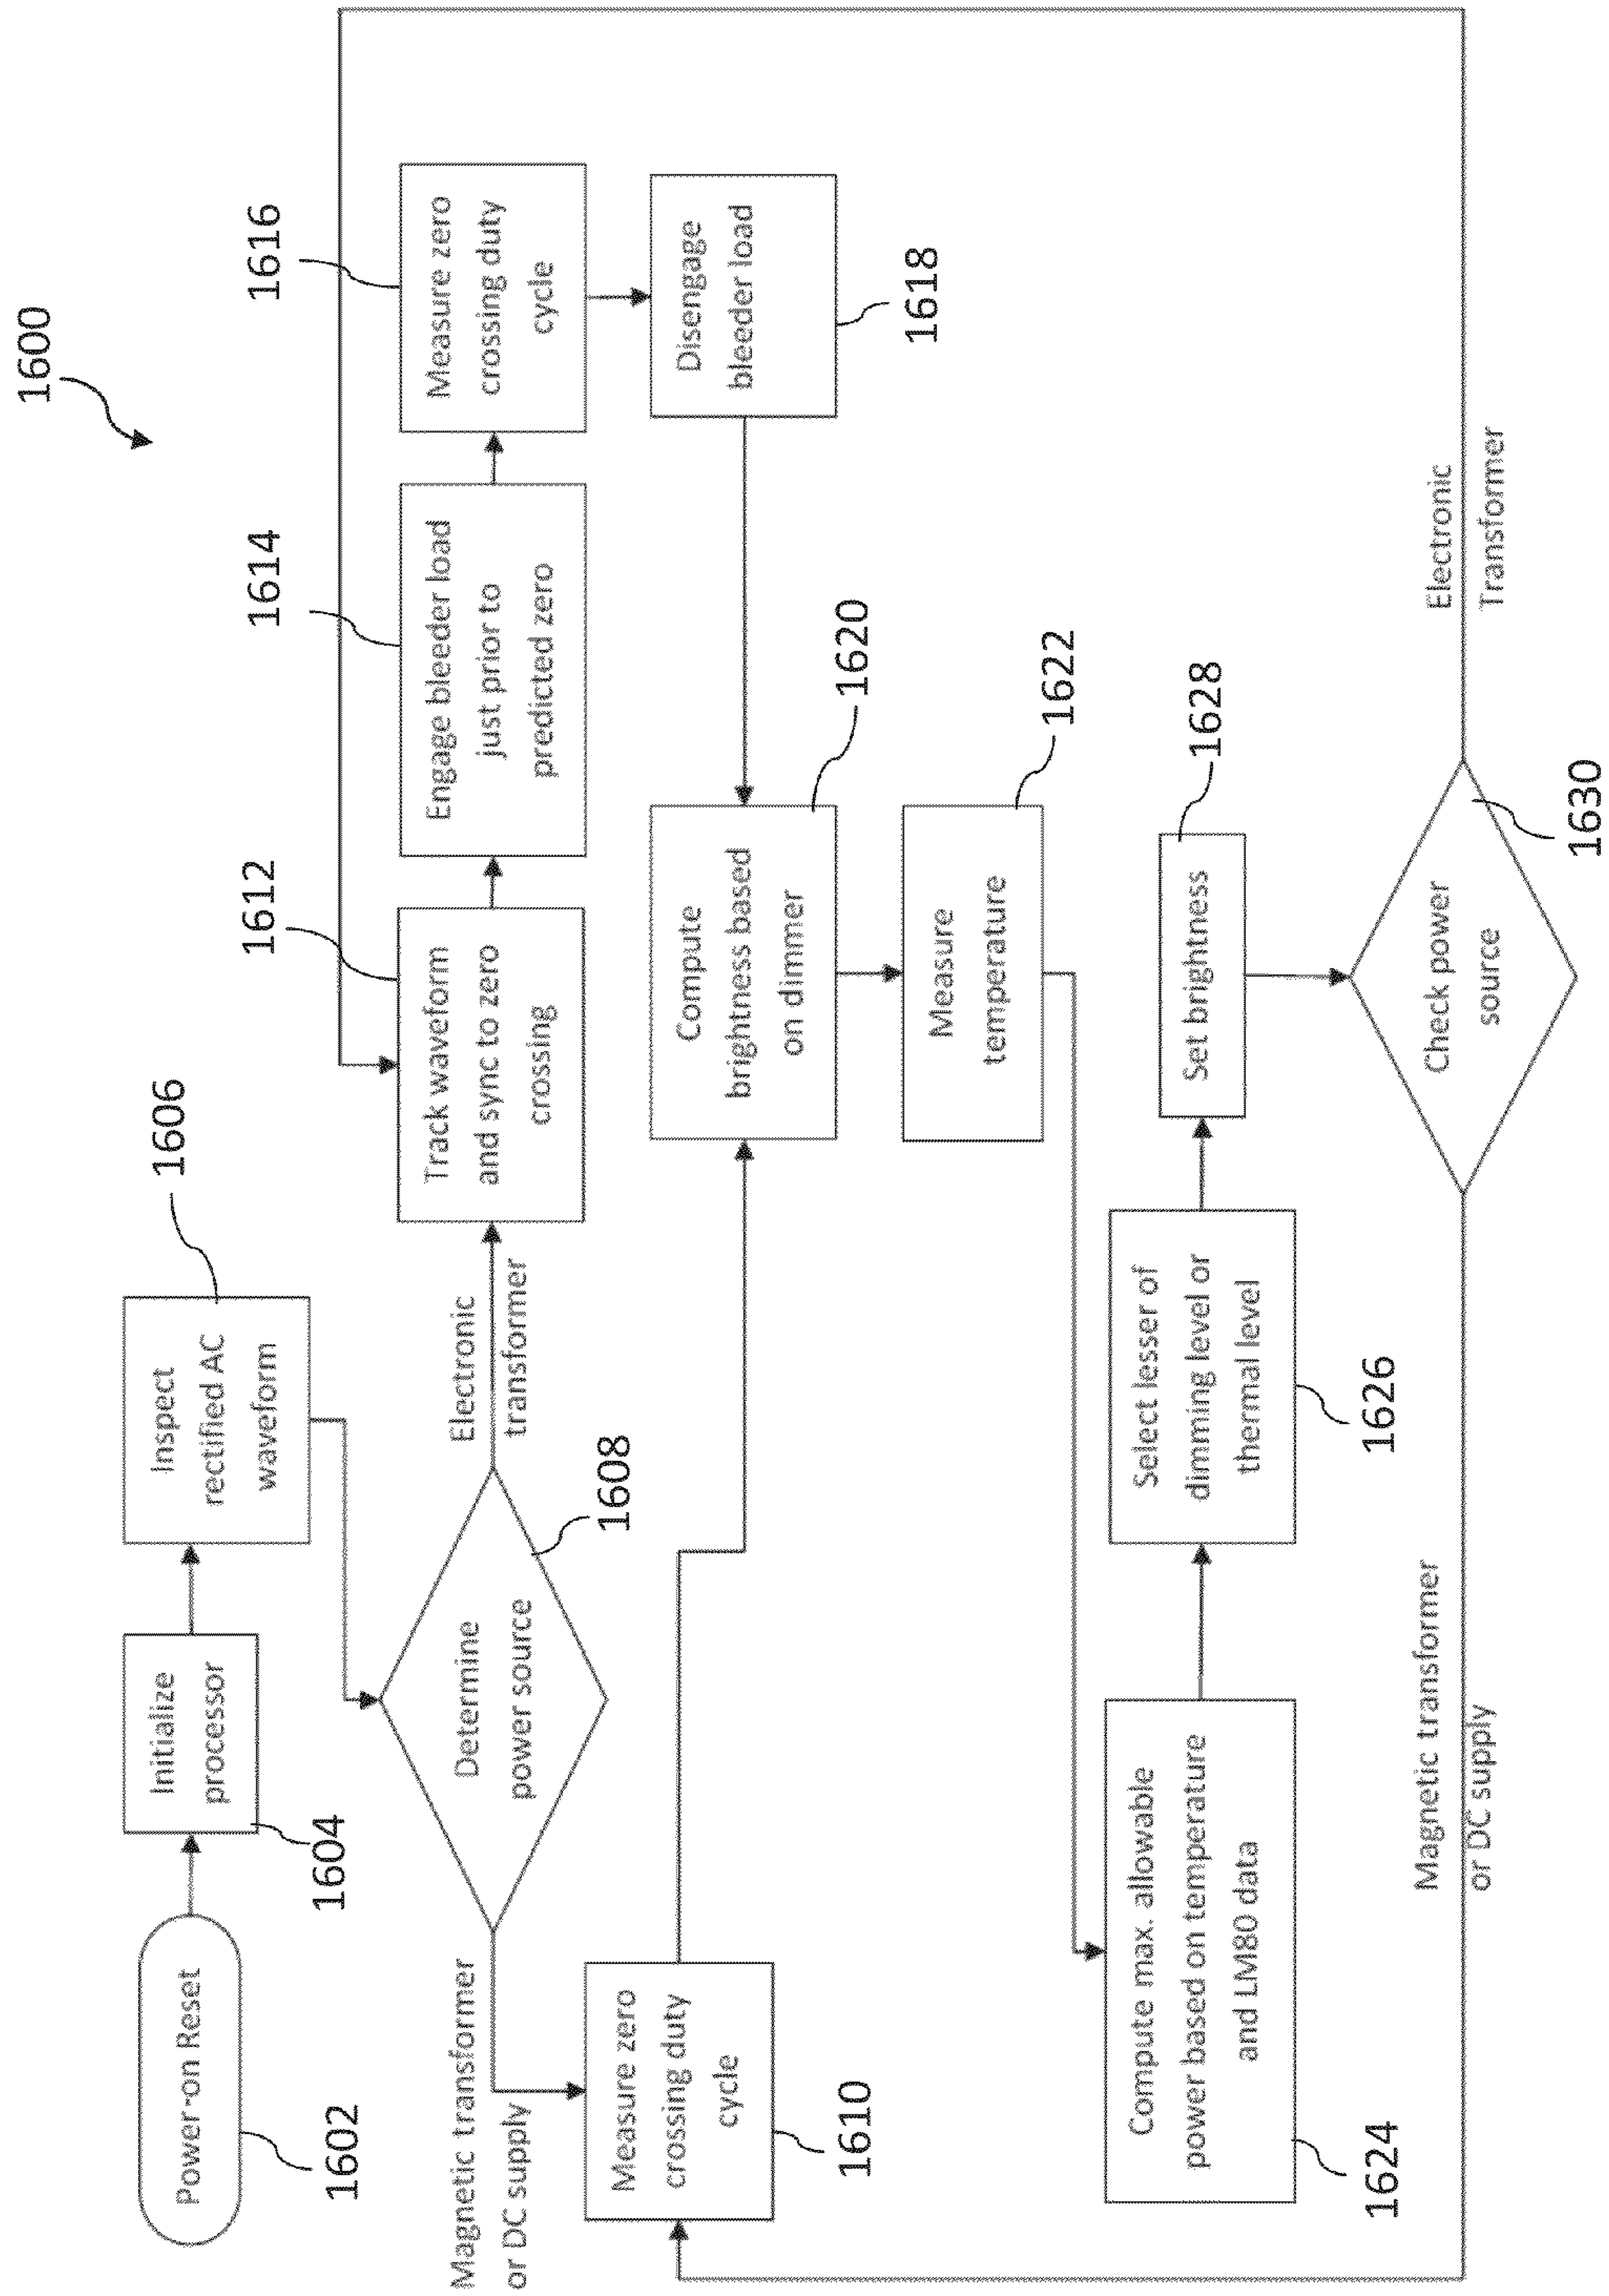 1600
Power-on Reset
1602
Initialize
processor
1604
Inspect
rectified AC
waveform
1606
Determine
power source
1608
Magnetic transformer
or DC supply
Electronic
transformer
Measure zero
crossing duty
cycle
1610
Track waveform
and sync to zero
crossing
1612
Engage bleeder load
just prior to
predicted zero
1614
Measure zero
crossing duty
cycle
1616
Disengage
bleeder load
1618
Compute
brightness based
on dimmer
1620
Measure
temperature
1622
Compute max. allowable
power based on temperature
and LM80 data
1624
Select lesser of
dimming level or
thermal level
1626
Set brightness
1628
Check power
source
1630
Magnetic transformer
or DC supply
Electronic
Transformer